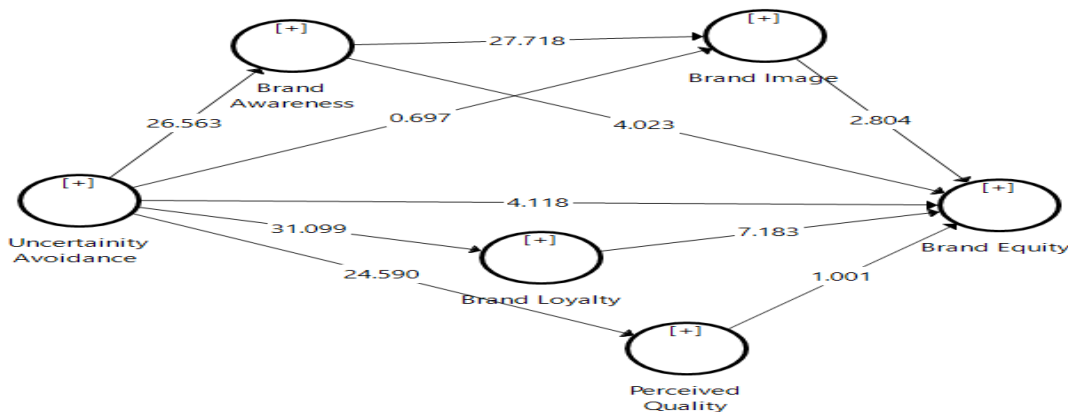 [+]
Brand
Awareness
[+]
Brand Image
27.718
26.563
0.697
4.023
2.804
[+]
Uncertainity
Avoidance
[+]
Brand Equity
4.118
31.099
[+]
Brand Loyalty
7.183
24.590
1.001
[+]
Perceived
Quality